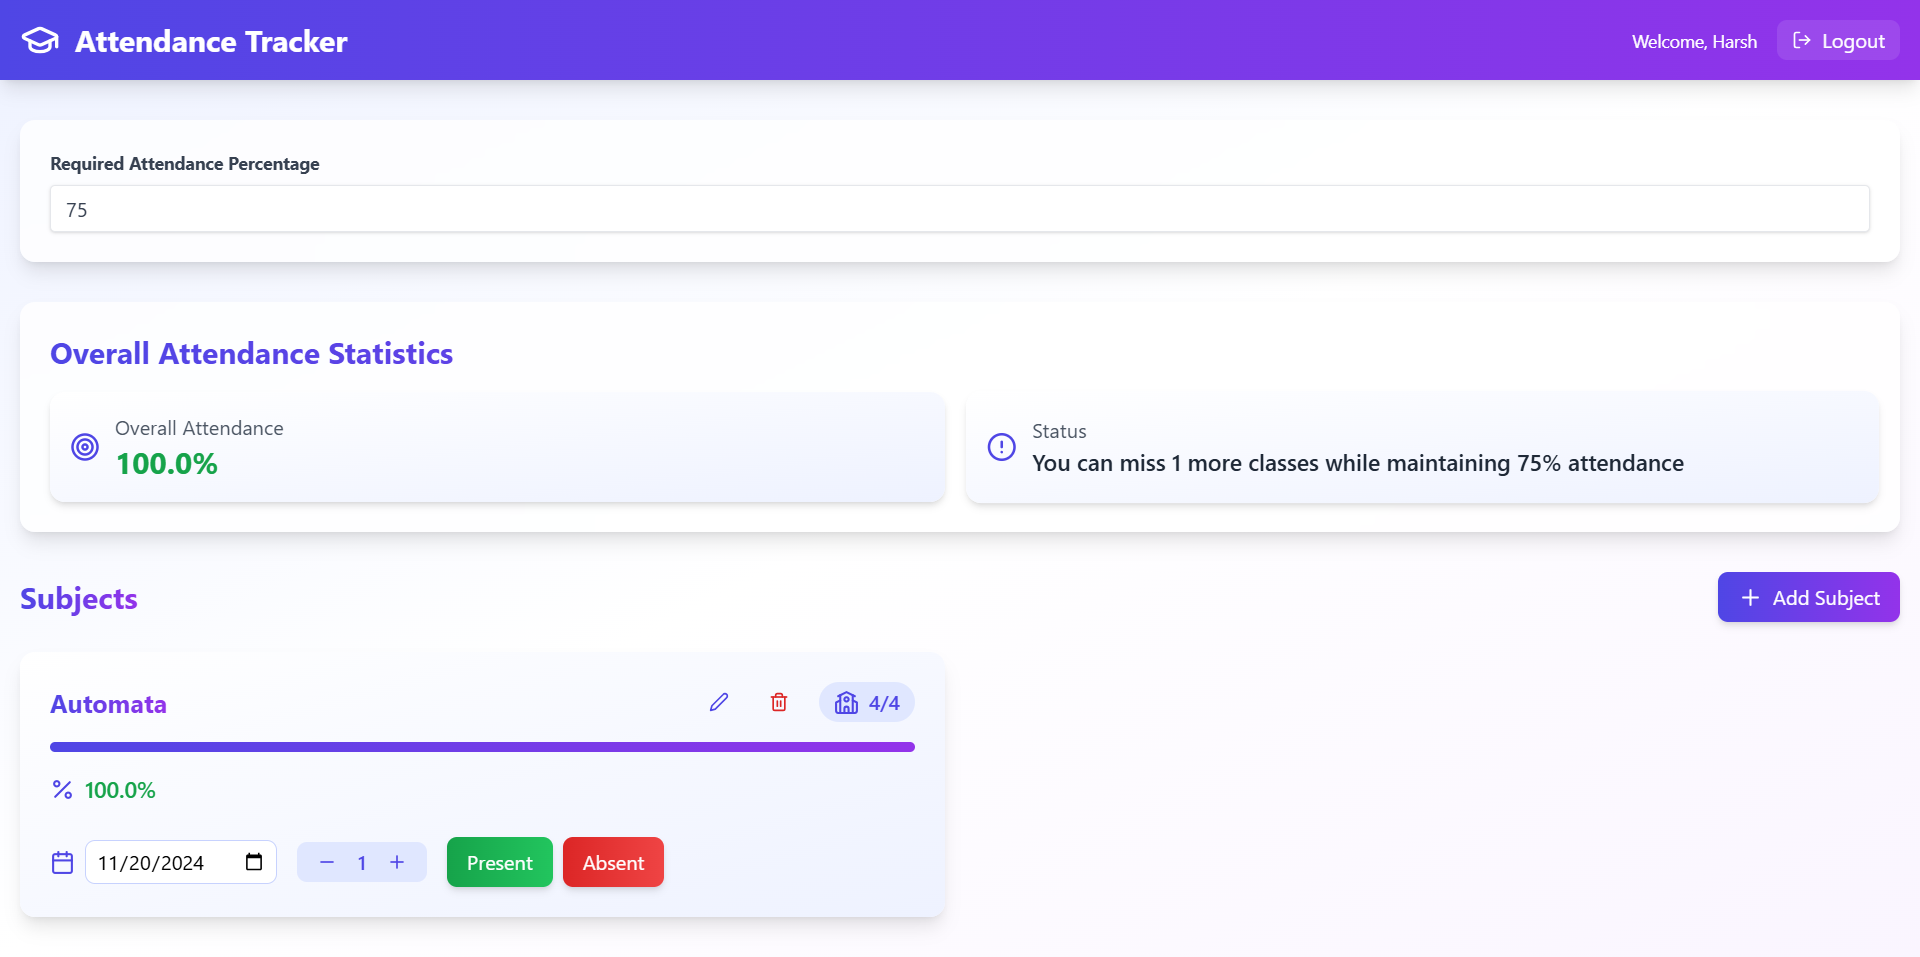 Attendance Tracker
Welcome, Harsh
Logout
Required Attendance Percentage
75
Overall Attendance Statistics
Overall Attendance
100.0%
Status
You can miss 1 more classes while maintaining 75% attendance
Subjects
Add Subject
Automata
4/4
100.0%
11/20/2024
1
Present
Absent